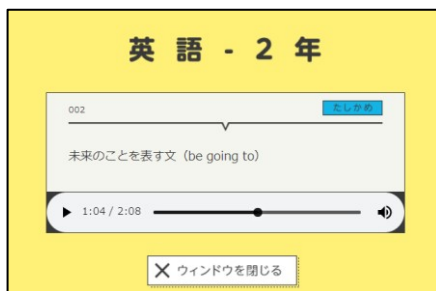 英語-2年
002
たしかめ
未来のことを表す文（be going to）
1:04 / 2:08
ウィンドウを閉じる